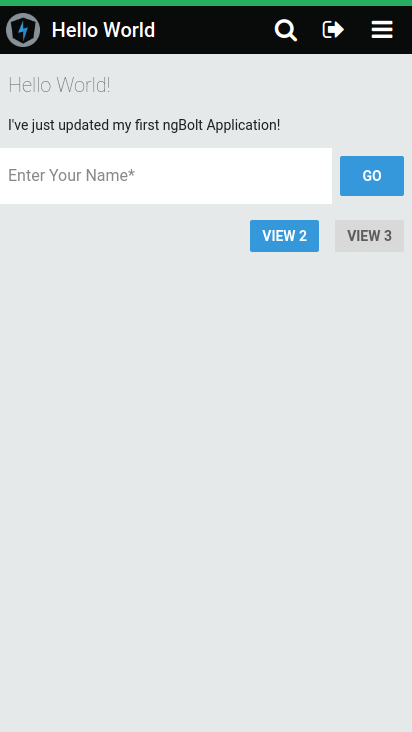 Hello World
Hello World!
I've just updated my first ngBolt Application!
Enter Your Name*
GO
VIEW 2
VIEW 3